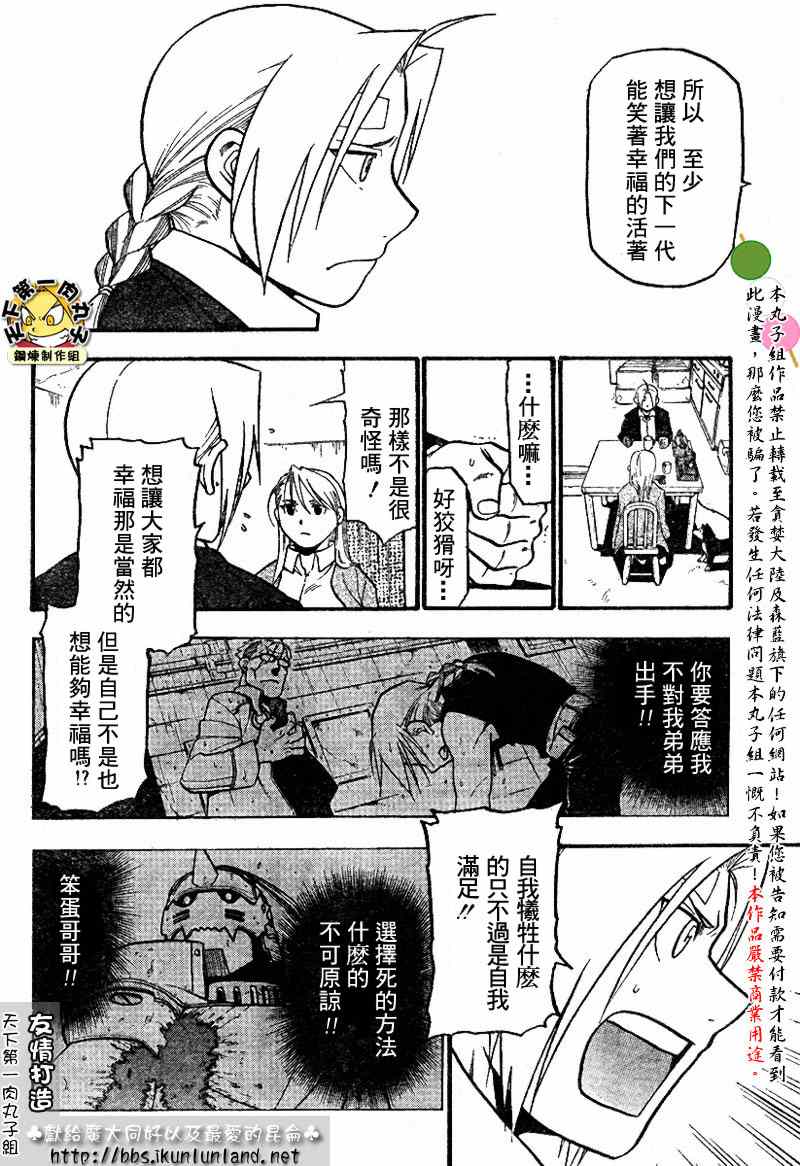 所以 至少
想讓我們的下一代
能笑著幸福的活著
…什麼嘛…
…好狡猾呀…
那樣不是很
奇怪嗎！
想讓大家都
幸福那是當然的
但是自己不是也
想能夠幸福嗎!?
你要答應我
不對我弟弟
出手!!
自我犧牲什麼
的只不過是自我
滿足!!
選擇死的方法
什麼的
不可原諒!!
笨蛋哥哥!!
天下第一肉丸子
鋼煉制作組
本丸子組作品禁止轉載至貪婪大陸及森藍旗下的任何網站！如果您被告知需要付款才能看到
此漫畫，那麼您被騙了。若發生任何法律問題本丸子組一慨不負責！本作品嚴禁商業用途。
友情打造
天下第一肉丸子組
♣獻給廣大同好以及最愛的昆侖♣
http://bbs.ikunlunland.net